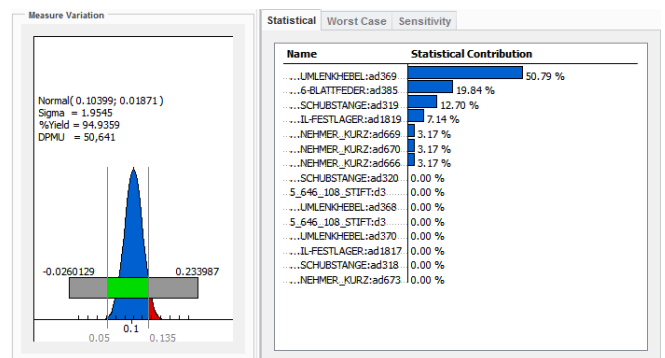 Measure Variation
Normal( 0.10399; 0.01871 )
Sigma = 1.9545
%Yield = 94.9359
DPMU = 50,641
-0.0260129 0.233987
0.1
0.05 0.135
Statistical Worst Case Sensitivity
Name Statistical Contribution
...UMLENKHEBEL:ad369 50.79 %
...6-BLATTFEDER:ad385 19.84 %
...SCHUBSTANGE:ad319 12.70 %
...IL-FESTLAGER:ad1819 7.14 %
...NEHMER_KURZ:ad669 3.17 %
...NEHMER_KURZ:ad670 3.17 %
...NEHMER_KURZ:ad666 3.17 %
...SCHUBSTANGE:ad320 0.00 %
5_646_108_STIFT:d3 0.00 %
...UMLENKHEBEL:ad368 0.00 %
5_646_108_STIFT:d3 0.00 %
...UMLENKHEBEL:ad370 0.00 %
...IL-FESTLAGER:ad1817 0.00 %
...SCHUBSTANGE:ad318 0.00 %
...NEHMER_KURZ:ad673 0.00 %